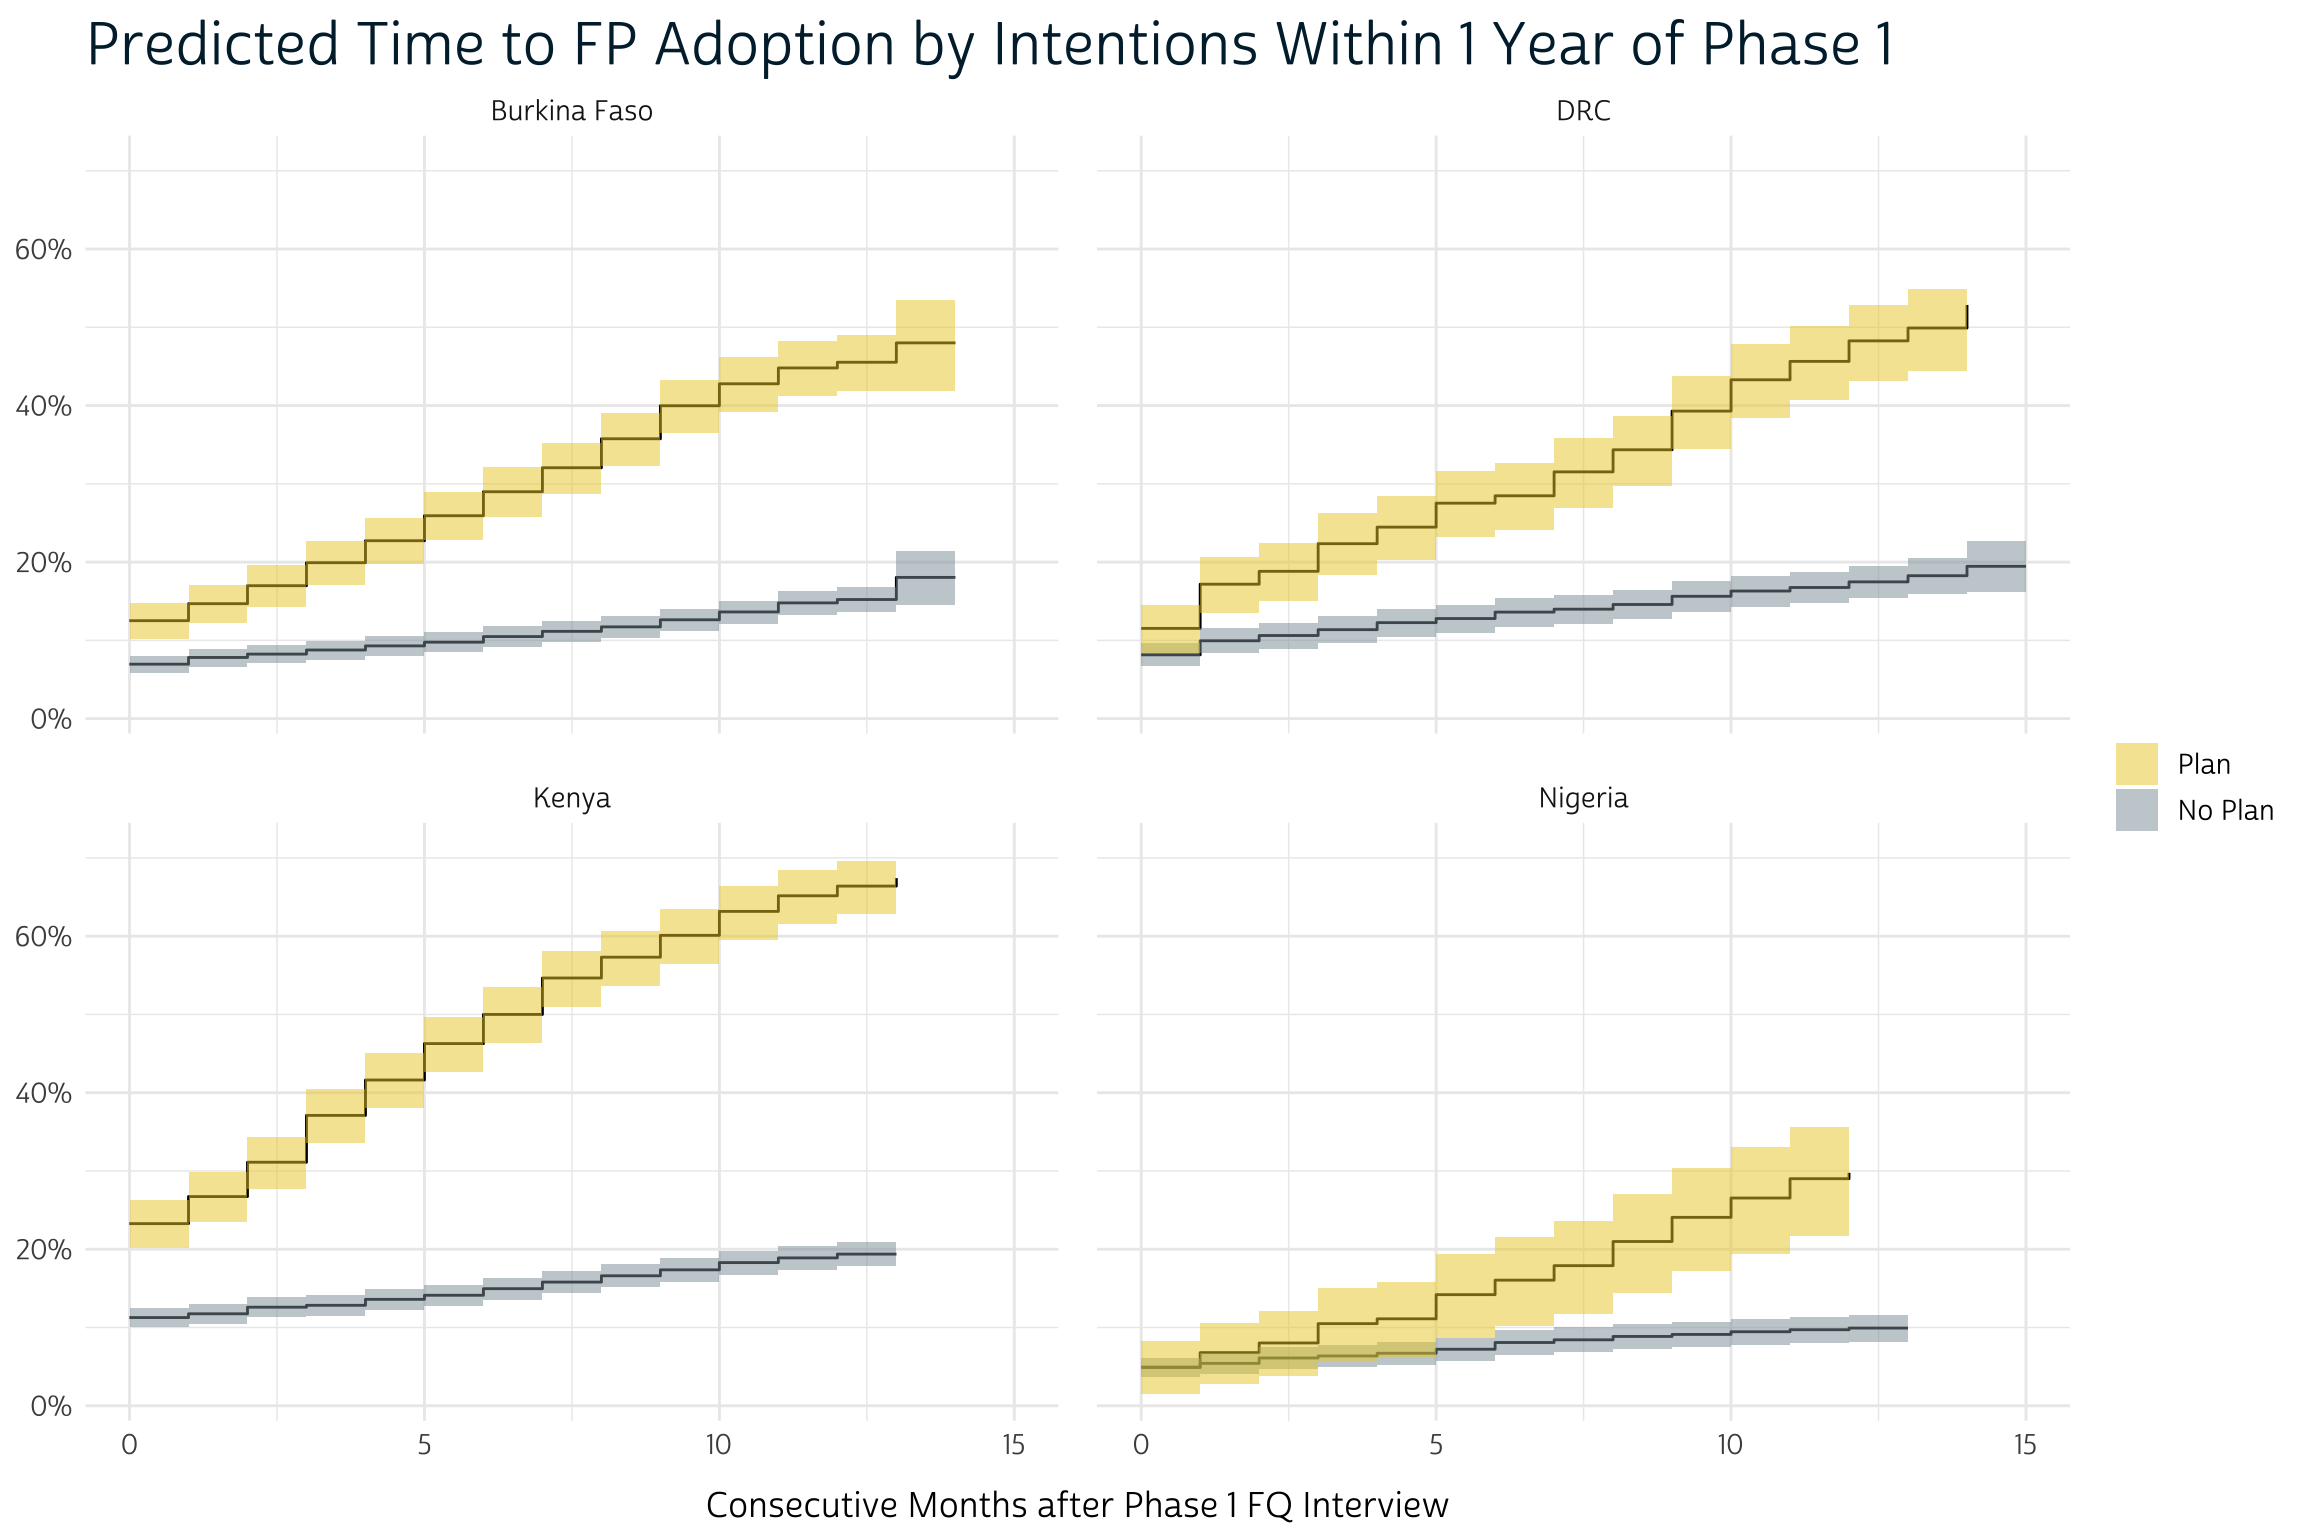 Predicted Time to FP Adoption by Intentions Within 1 Year of Phase 1
Burkina Faso
DRC
60%
40%
20%
0%
Plan
No Plan
Kenya
Nigeria
60%
40%
20%
0%
0 5 10 15 0 5 10 15
Consecutive Months after Phase 1 FQ Interview